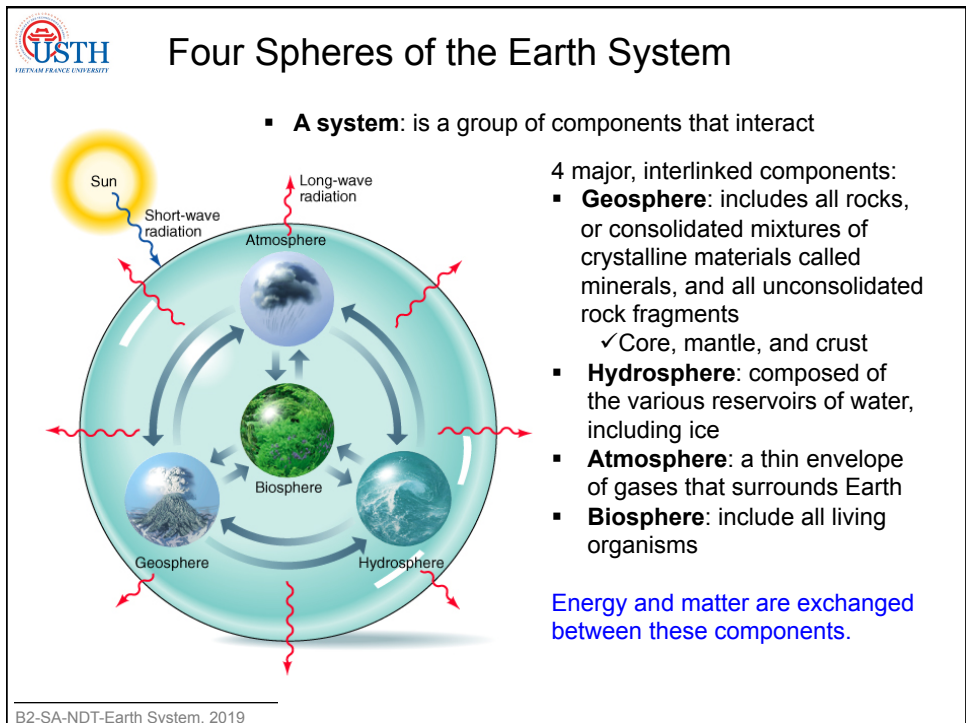 USTH
VIETNAM FRANCE UNIVERSITY
Four Spheres of the Earth System
▪ A system: is a group of components that interact
Sun
Short-wave
radiation
Long-wave
radiation
Atmosphere
Biosphere
Geosphere
Hydrosphere
4 major, interlinked components:
▪ Geosphere: includes all rocks,
or consolidated mixtures of
crystalline materials called
minerals, and all unconsolidated
rock fragments
✓Core, mantle, and crust
▪ Hydrosphere: composed of
the various reservoirs of water,
including ice
▪ Atmosphere: a thin envelope
of gases that surrounds Earth
▪ Biosphere: include all living
organisms
Energy and matter are exchanged
between these components.
B2-SA-NDT-Earth System, 2019